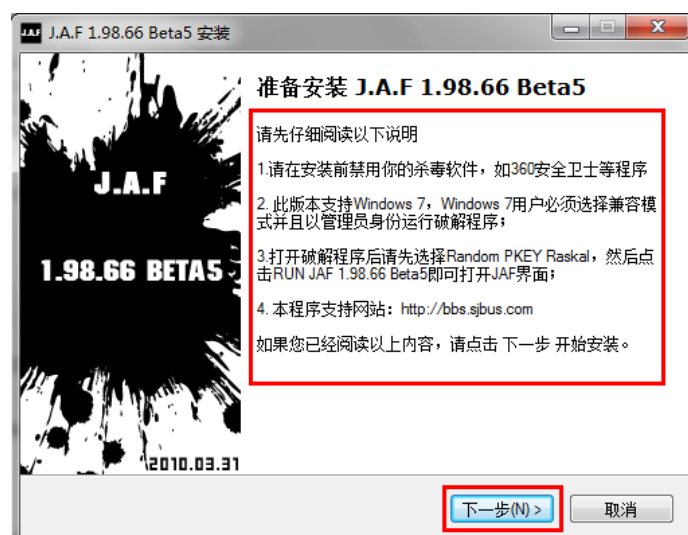 J.A.F 1.98.66 Beta5 安装
J.A.F
1.98.66 BETA5
2010.03.31
准备安装 J.A.F 1.98.66 Beta5
请先仔细阅读以下说明
1.请在安装前禁用你的杀毒软件，如360安全卫士等程序
2. 此版本支持Windows 7，Windows 7用户必须选择兼容模
式并且以管理员身份运行破解程序；
3.打开破解程序后请先选择Random PKEY Raskal，然后点
击RUN JAF 1.98.66 Beta5即可打开JAF界面；
4. 本程序支持网站：http://bbs.sjbus.com
如果您已经阅读以上内容，请点击 下一步 开始安装。
下一步(N) >
取消